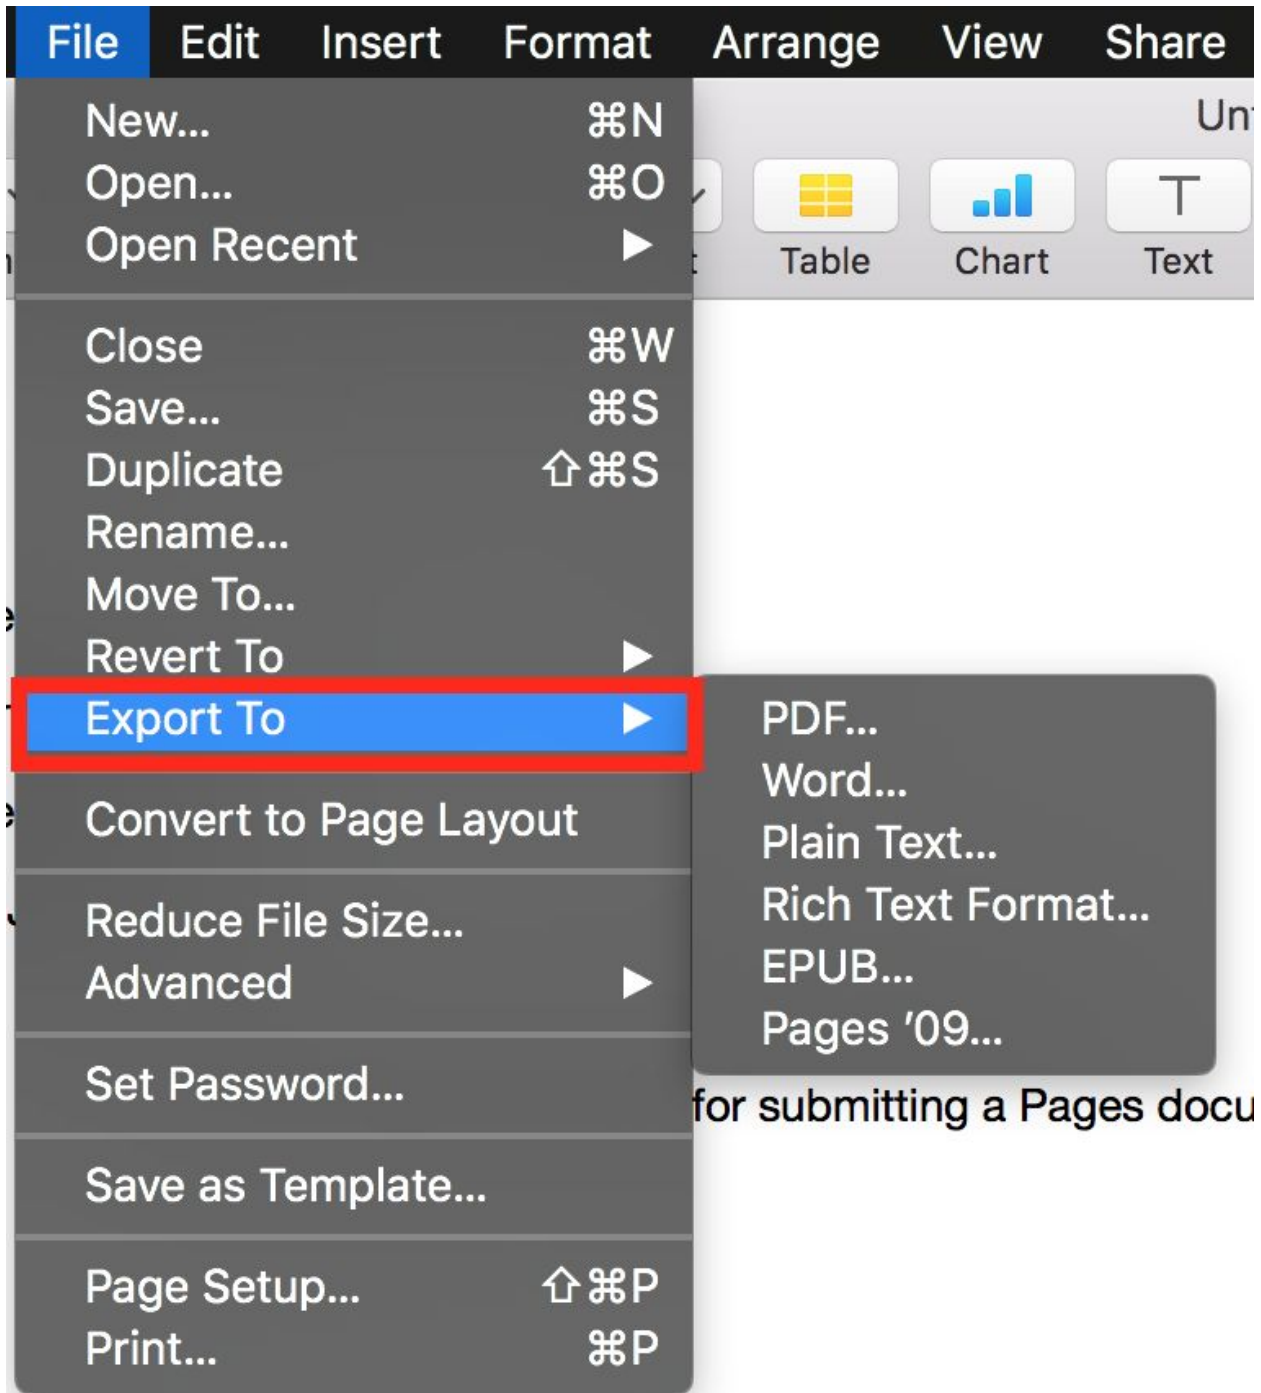 File Edit Insert Format Arrange View Share
New... ⌘N
Open... ⌘O
Open Recent ▶
Table Chart Text
Close ⌘W
Save... ⌘S
Duplicate ⇧⌘S
Rename...
Move To...
Revert To ▶
Export To ▶
Convert to Page Layout
Reduce File Size...
Advanced ▶
Set Password...
Save as Template...
Page Setup... ⇧⌘P
Print... ⌘P
PDF...
Word...
Plain Text...
Rich Text Format...
EPUB...
Pages ’09...
for submitting a Pages